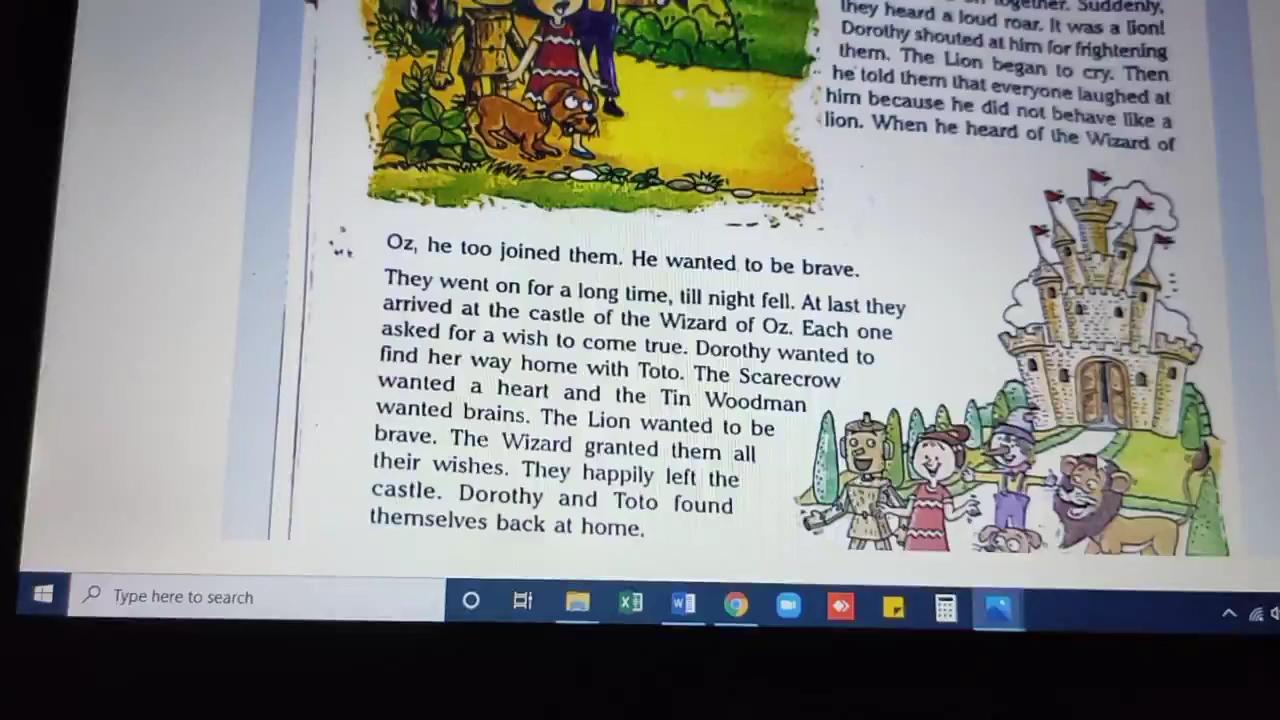 together. Suddenly,
they heard a loud roar. It was a lion!
Dorothy shouted at him for frightening
them. The Lion began to cry. Then
he told them that everyone laughed at
him because he did not behave like a
lion. When he heard of the Wizard of
Oz, he too joined them. He wanted to be brave.
They went on for a long time, till night fell. At last they
arrived at the castle of the Wizard of Oz. Each one
asked for a wish to come true. Dorothy wanted to
find her way home with Toto. The Scarecrow
wanted a heart and the Tin Woodman
wanted brains. The Lion wanted to be
brave. The Wizard granted them all
their wishes. They happily left the
castle. Dorothy and Toto found
themselves back at home.
Type here to search